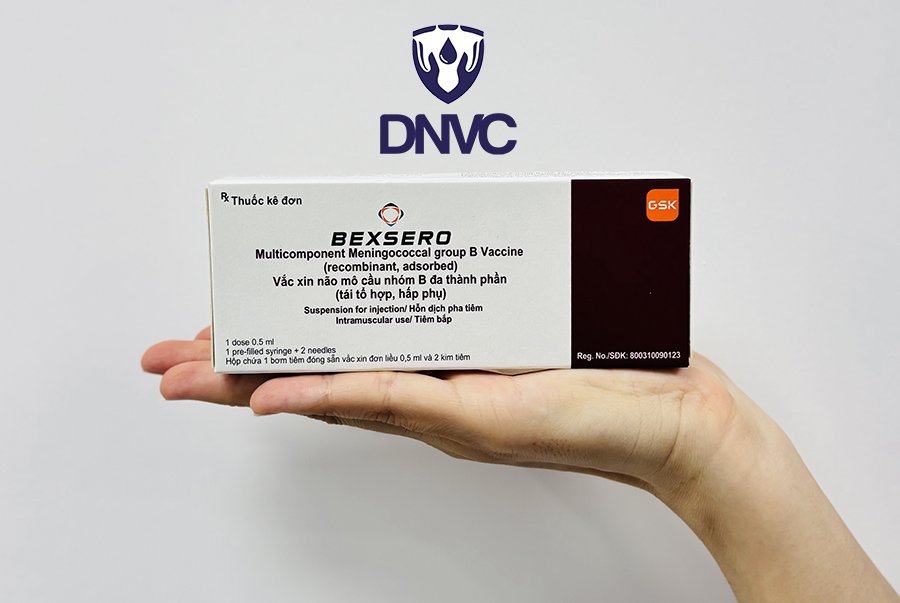 DNVC
Rx Thuốc kê đơn
GSK
BEXSERO
Multicomponent Meningococcal group B Vaccine
(recombinant, adsorbed)
Vắc xin não mô cầu nhóm B đa thành phần
(tái tổ hợp, hấp phụ)
Suspension for injection/ Hỗn dịch pha tiêm
Intramuscular use/ Tiêm bắp
1 dose 0.5 ml
1 pre-filled syringe + 2 needles
Hộp chứa 1 bơm tiêm đóng sẵn vắc xin đơn liều 0,5 ml và 2 kim tiêm
Reg. No./SĐK: 800310090123